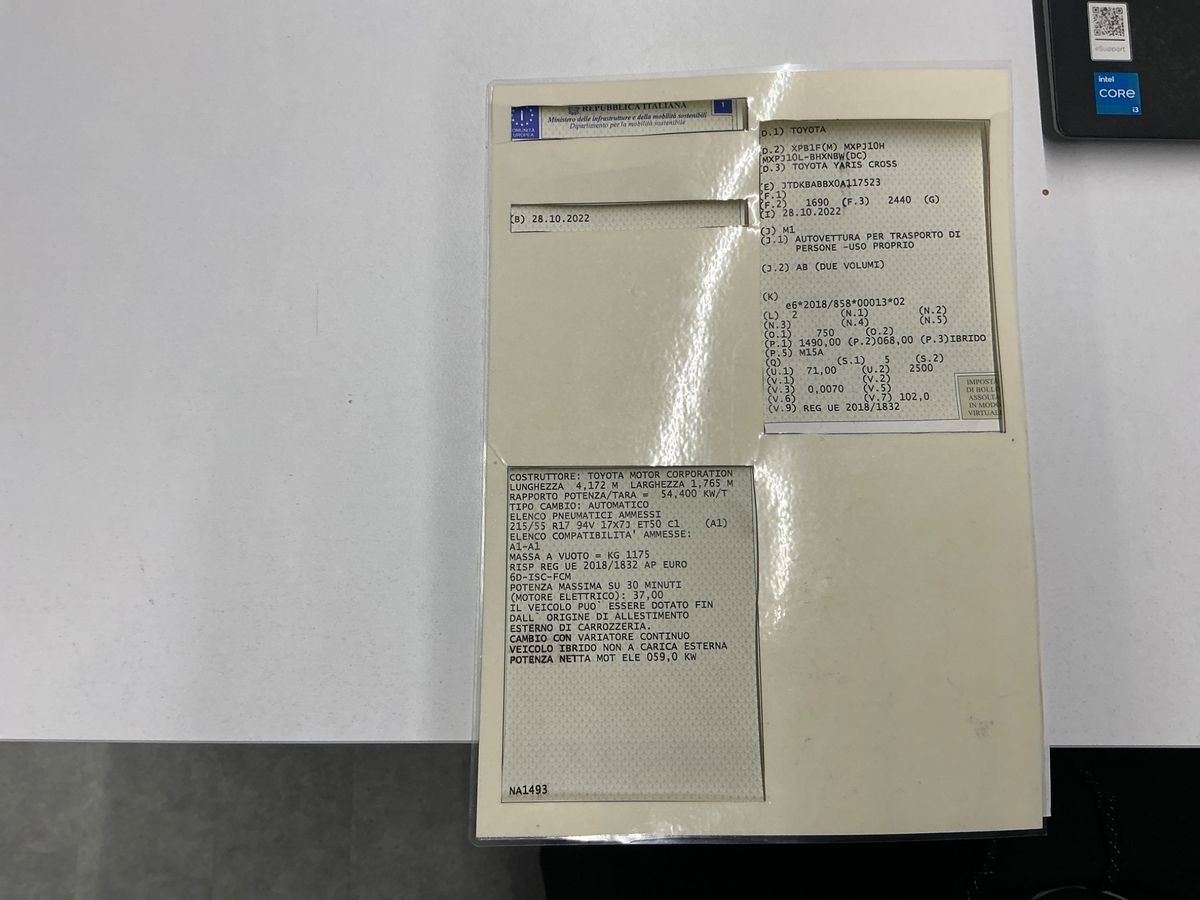 REPUBBLICA ITALIANA
Ministero delle infrastrutture e della mobilità sostenibili
Dipartimento per la mobilità sostenibile
1
(B) 28.10.2022
D.1) TOYOTA
D.2) XPB1F(M) MXPJ10H
MXPJ10L-BHXNBW(DC)
(D.3) TOYOTA YARIS CROSS
(E) JTDKBABBX0A117523
(F.1)
(F.2) 1690 (F.3) 2440 (G)
(I) 28.10.2022
(J) M1
(J.1) AUTOVETTURA PER TRASPORTO DI
PERSONE -USO PROPRIO
(J.2) AB (DUE VOLUMI)
(K)
e6*2018/858*00013*02
(L) 2 (N.1) (N.2)
(N.3) (N.4) (N.5)
(O.1) 750 (O.2)
(P.1) 1490,00 (P.2)068,00 (P.3)IBRIDO
(P.5) M15A
(Q) (S.1) 5 (S.2)
(U.1) 71,00 (U.2) 2500
(V.1) (V.2)
(V.3) 0,0070 (V.5)
(V.6) (V.7) 102,0
(V.9) REG UE 2018/1832
IMPOSTA
DI BOLLO
ASSOLTA
IN MODO
VIRTUAL
COSTRUTTORE: TOYOTA MOTOR CORPORATION
LUNGHEZZA 4,172 M LARGHEZZA 1,765 M
RAPPORTO POTENZA/TARA = 54,400 KW/T
TIPO CAMBIO: AUTOMATICO
ELENCO PNEUMATICI AMMESSI
215/55 R17 94V 17X7J ET50 C1 (A1)
ELENCO COMPATIBILITA' AMMESSE:
A1-A1
MASSA A VUOTO = KG 1175
RISP REG UE 2018/1832 AP EURO
6D-ISC-FCM
POTENZA MASSIMA SU 30 MINUTI
(MOTORE ELETTRICO): 37,00
IL VEICOLO PUO` ESSERE DOTATO FIN
DALL` ORIGINE DI ALLESTIMENTO
ESTERNO DI CARROZZERIA.
CAMBIO CON VARIATORE CONTINUO
VEICOLO IBRIDO NON A CARICA ESTERNA
POTENZA NETTA MOT ELE 059,0 KW
NA1493
eSupport
intel
CORE
i3